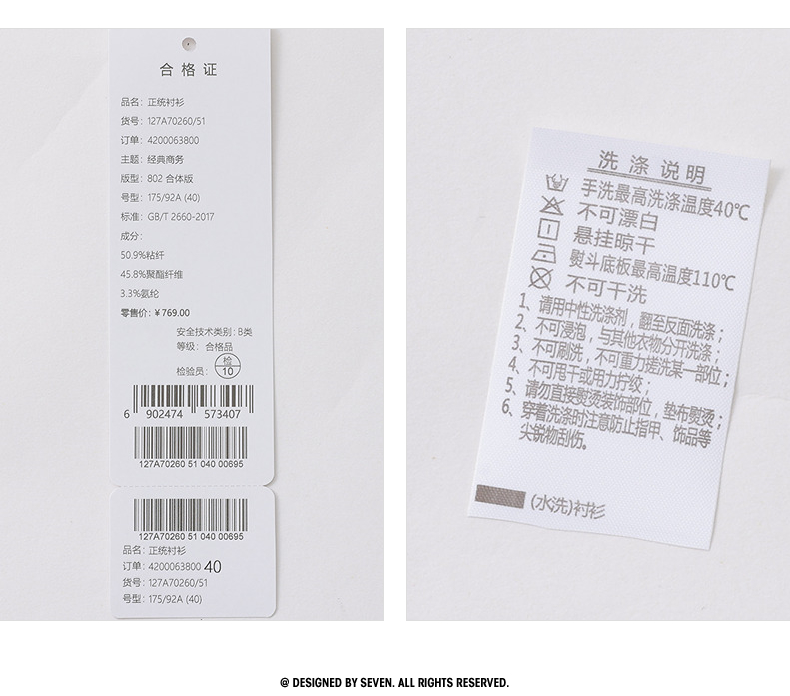 合格证
品名：正统衬衫
货号：127A70260/51
订单：4200063800
主题：经典商务
版型：802 合体版
号型：175/92A (40)
标准：GB/T 2660-2017
成分：
50.9%粘纤
45.8%聚酯纤维
3.3%氨纶
零售价：￥769.00
安全技术类别：B类
等级：合格品
检验员：检 10
6 902474 573407
127A70260 51 040 00695
127A70260 51 040 00695
品名：正统衬衫
订单：4200063800 40
货号：127A70260/51
号型：175/92A (40)
洗涤说明
手洗最高洗涤温度40℃
不可漂白
悬挂晾干
熨斗底板最高温度110℃
不可干洗
1、请用中性洗涤剂，翻至反面洗涤；
2、不可浸泡，与其他衣物分开洗涤；
3、不可刷洗，不可重力搓洗某一部位；
4、不可甩干或用力拧绞；
5、请勿直接熨烫装饰部位，垫布熨烫；
6、穿着洗涤时注意防止指甲、饰品等
尖锐物刮伤。
(水洗)衬衫
@ DESIGNED BY SEVEN. ALL RIGHTS RESERVED.